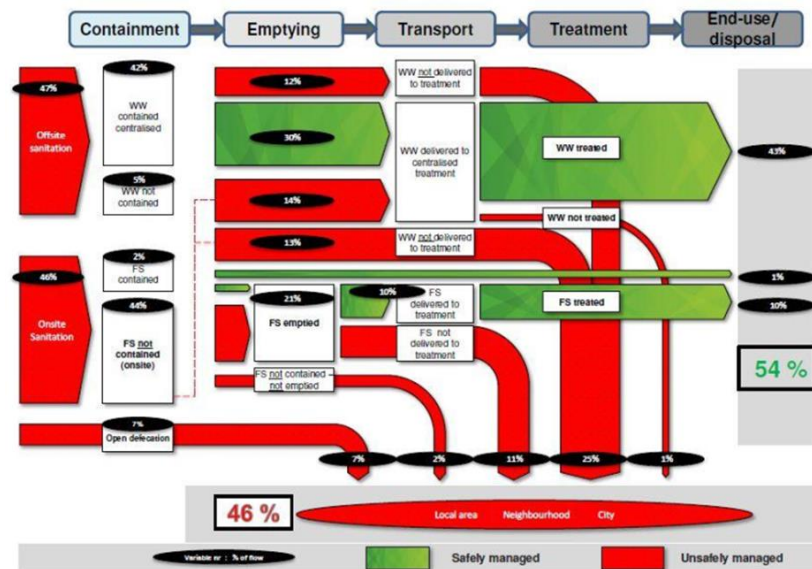 Containment
Emptying
Transport
Treatment
End-use/
disposal
47%
Offsite
sanitation
42%
WW
contained
centralised
5%
WW not
contained
12%
WW not delivered
to treatment
30%
WW delivered to
centralised
treatment
WW treated
43%
14%
WW not treated
13%
WW not delivered
to treatment
46%
Onsite
Sanitation
2%
FS
contained
44%
FS not
contained
(onsite)
1%
21%
FS emptied
10%
FS
delivered to
treatment
FS treated
10%
FS not
delivered to
treatment
54 %
FS not contained –
not emptied
7%
Open defecation
7%
2%
11%
25%
1%
46 %
Local area Neighbourhood City
Variable nr : % of flow
Safely managed
Unsafely managed